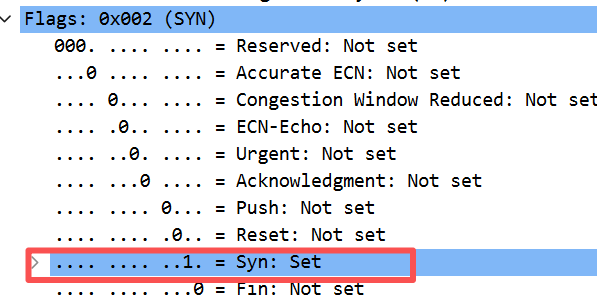 Flags: 0x002 (SYN)
000. .... .... = Reserved: Not set
...0 .... .... = Accurate ECN: Not set
.... 0... .... = Congestion Window Reduced: Not set
.... .0.. .... = ECN-Echo: Not set
.... ..0. .... = Urgent: Not set
.... ...0 .... = Acknowledgment: Not set
.... .... 0... = Push: Not set
.... .... .0.. = Reset: Not set
.... .... ..1. = Syn: Set
.... .... ...0 = Fin: Not set